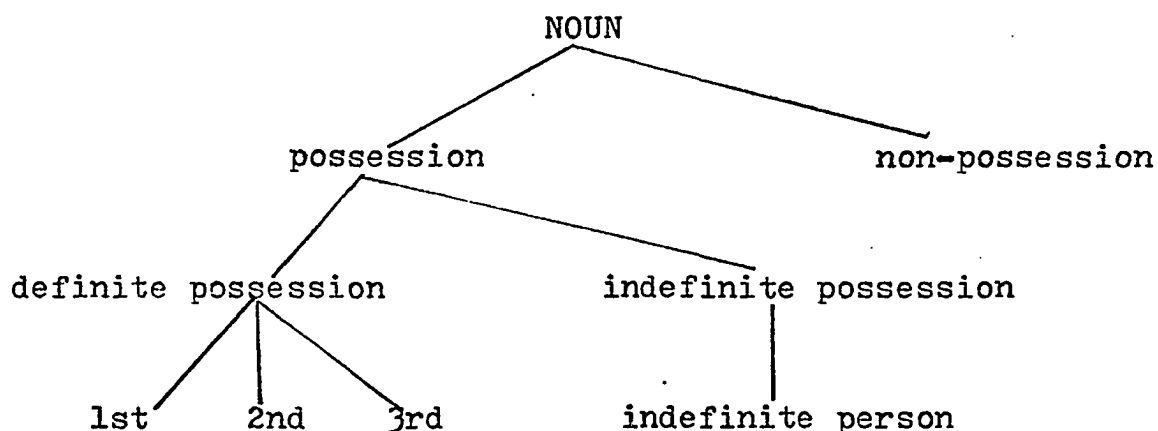 NOUN
possession non-possession
definite possession indefinite possession
1st 2nd 3rd indefinite person